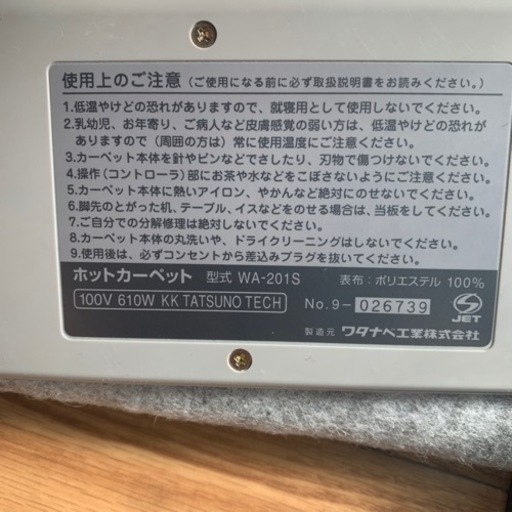 使用上のご注意（ご使用になる前に必ず取扱説明書をお読みください。）
1.低温やけどの恐れがありますので、就寝用として使用しないでください。
2.乳幼児、お年寄り、ご病人など皮膚感覚の弱い方は、低温やけどの恐れが
ありますので（周囲の方は）常に使用温度にご注意ください。
3.カーペット本体を針やピンなどでさしたり、刃物で傷つけないでください。
4.操作(コントローラ)部にお茶や水などをこぼさないようにご注意ください。
5.カーペット本体に熱いアイロン、やかんなど絶対にのせないでください。
6.脚先のとがった机、テーブル、イスなどをのせる場合は、当板をしてください。
7.ご自分での分解修理は絶対しないでください。
8.カーペット本体の丸洗いや、ドライクリーニングはしないでください。
9.使用後は、必ずコンセントから差込みプラグを抜いてください。
ホットカーペット 型式 WA-201S 表布：ポリエステル 100%
100V 610W KK TATSUNO TECH No.9-026739 JET
製造元 ワタナベ工業株式会社